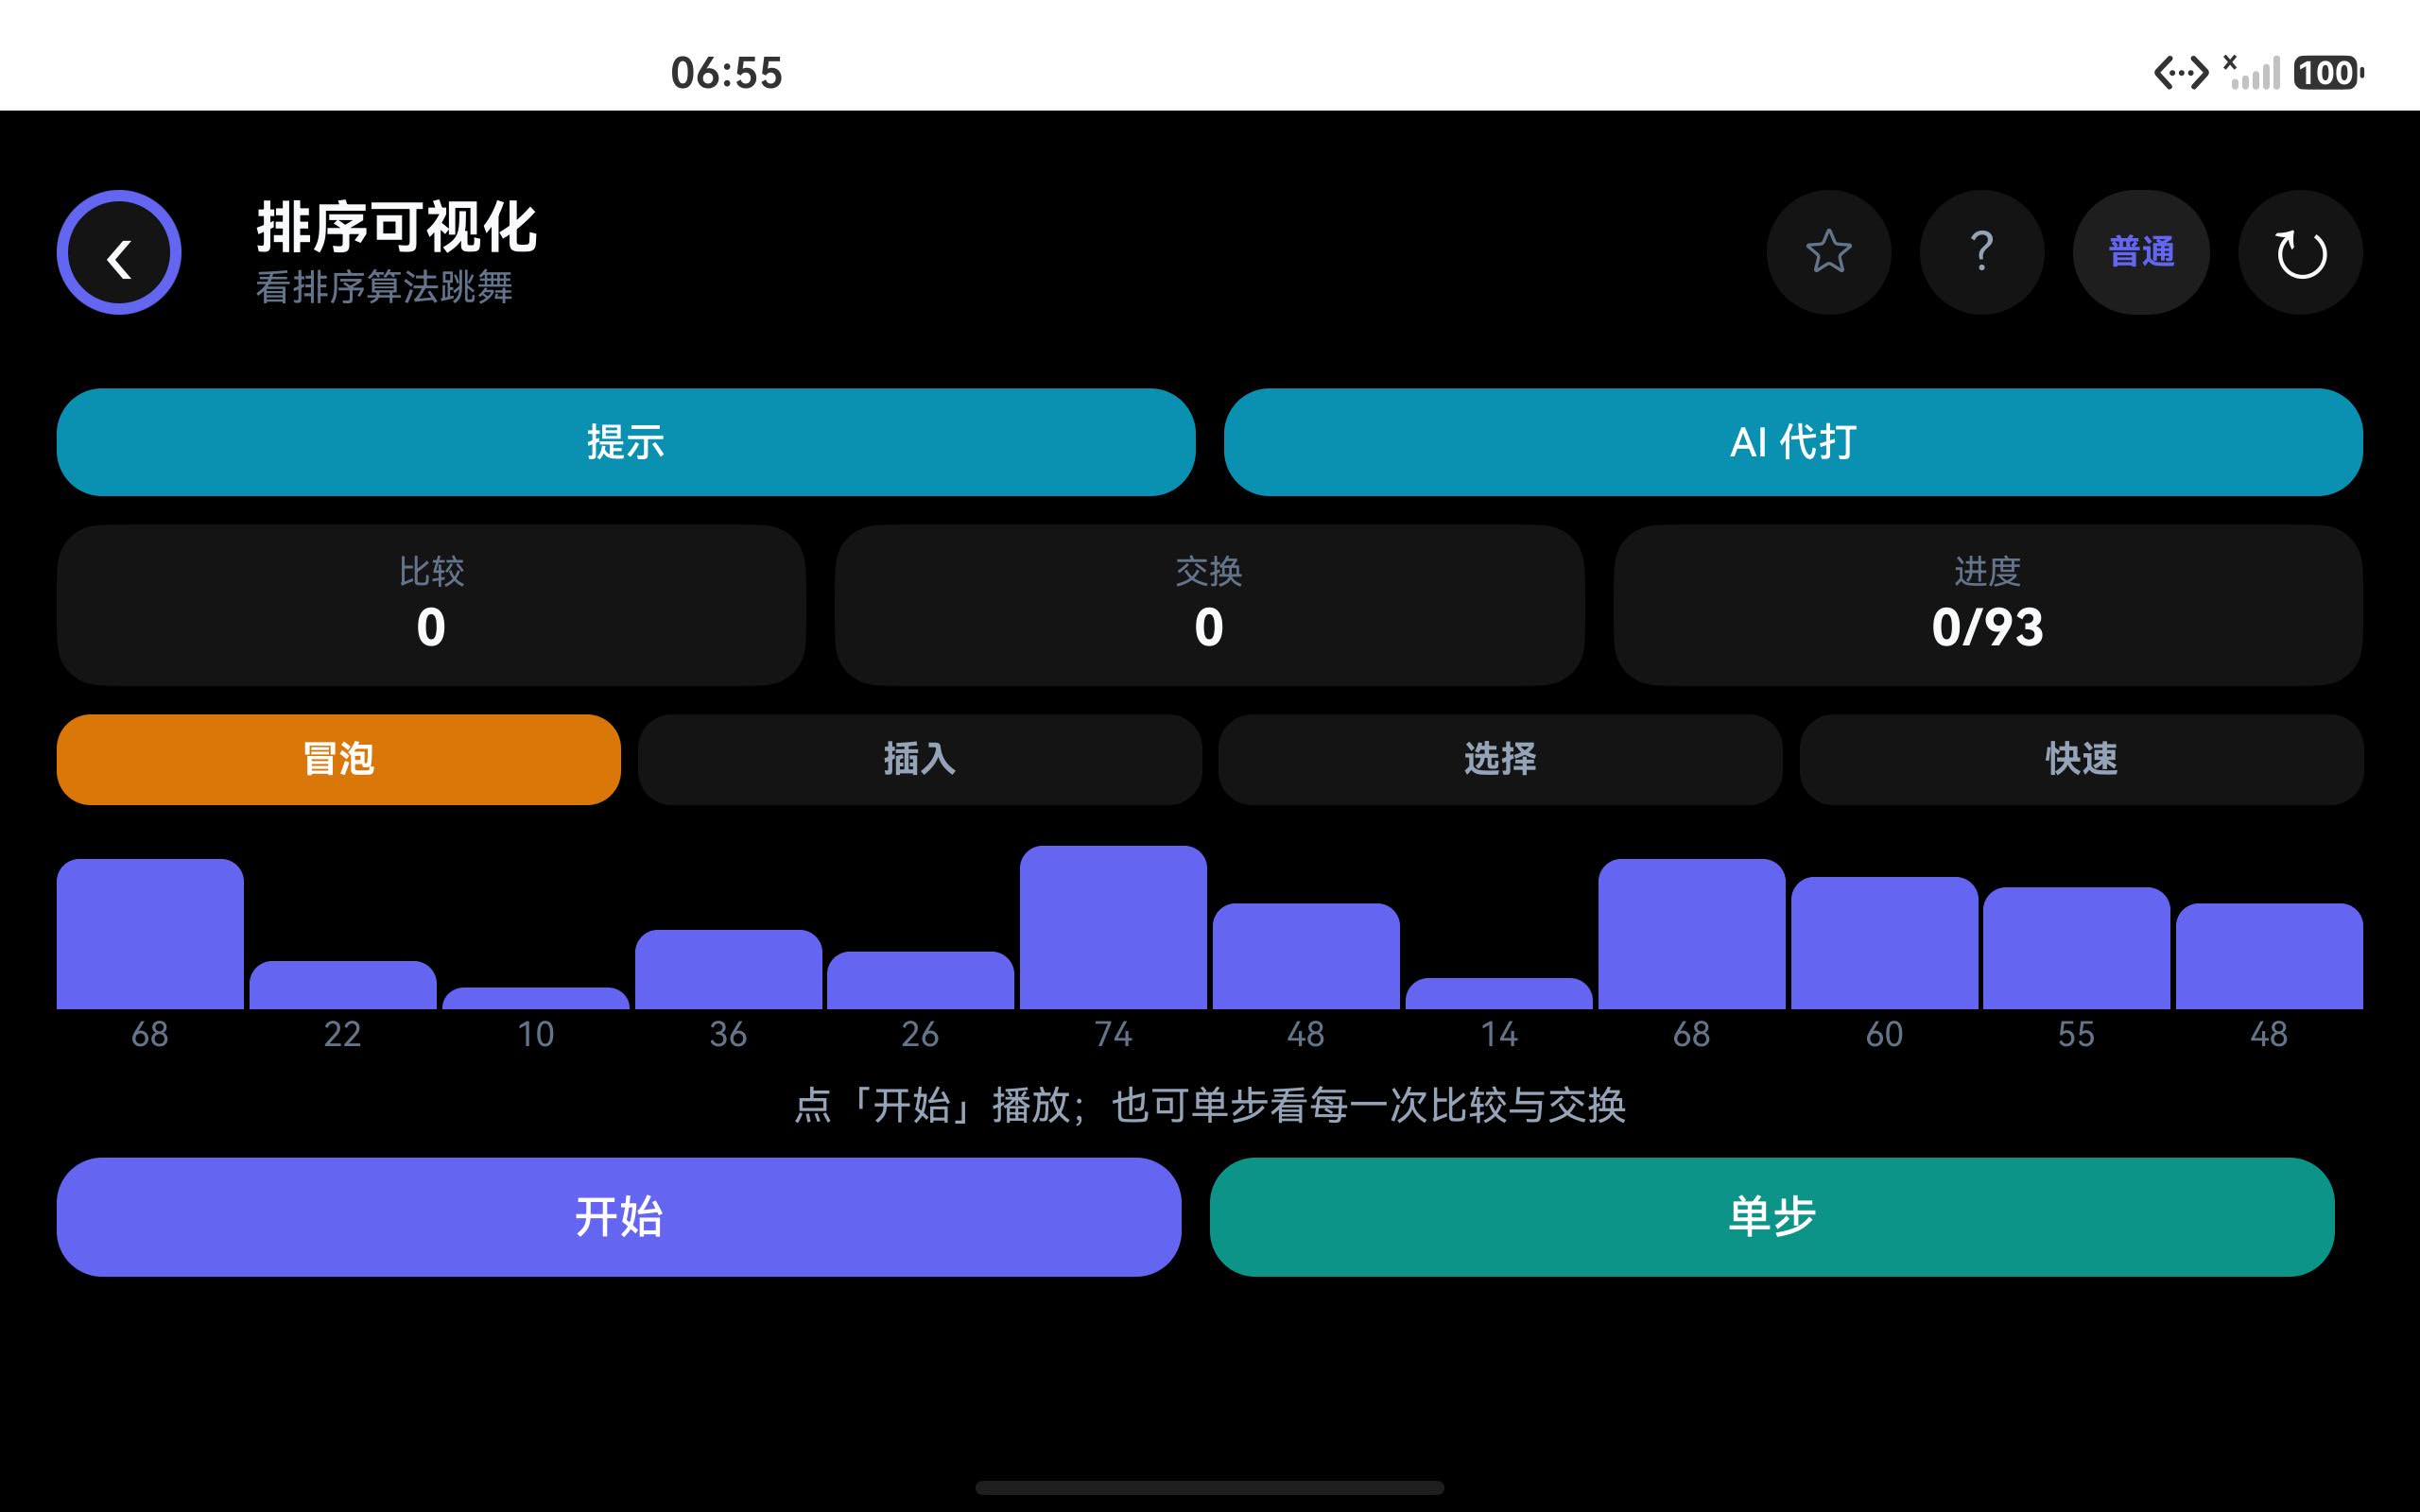 06:55
100
排序可视化
看排序算法跳舞
?
普通
提示
AI 代打
比较
交换
进度
0
0
0/93
冒泡
插入
选择
快速
68 22 10 36 26 74 48 14 68 60 55 48
点「开始」播放；也可单步看每一次比较与交换
开始
单步